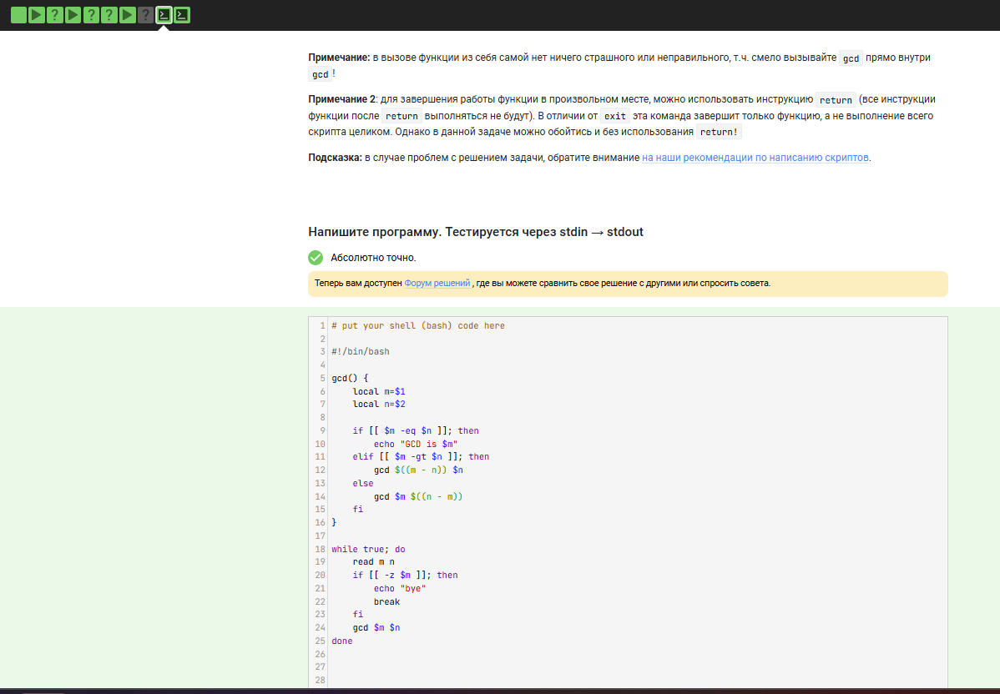 Примечание: в вызове функции из себя самой нет ничего страшного или неправильного, т.ч. смело вызывайте gcd прямо внутри
gcd !
Примечание 2: для завершения работы функции в произвольном месте, можно использовать инструкцию return (все инструкции
функции после return выполняться не будут). В отличии от exit эта команда завершит только функцию, а не выполнение всего
скрипта целиком. Однако в данной задаче можно обойтись и без использования return!
Подсказка: в случае проблем с решением задачи, обратите внимание на наши рекомендации по написанию скриптов.
Напишите программу. Тестируется через stdin → stdout
Абсолютно точно.
Теперь вам доступен Форум решений, где вы можете сравнить свое решение с другими или спросить совета.
1 # put your shell (bash) code here
2
3 #!/bin/bash
4
5 gcd() {
6     local m=$1
7     local n=$2
8
9     if [[ $m -eq $n ]]; then
10         echo "GCD is $m"
11     elif [[ $m -gt $n ]]; then
12         gcd $((m - n)) $n
13     else
14         gcd $m $((n - m))
15     fi
16 }
17
18 while true; do
19     read m n
20     if [[ -z $m ]]; then
21         echo "bye"
22         break
23     fi
24     gcd $m $n
25 done
26
27
28